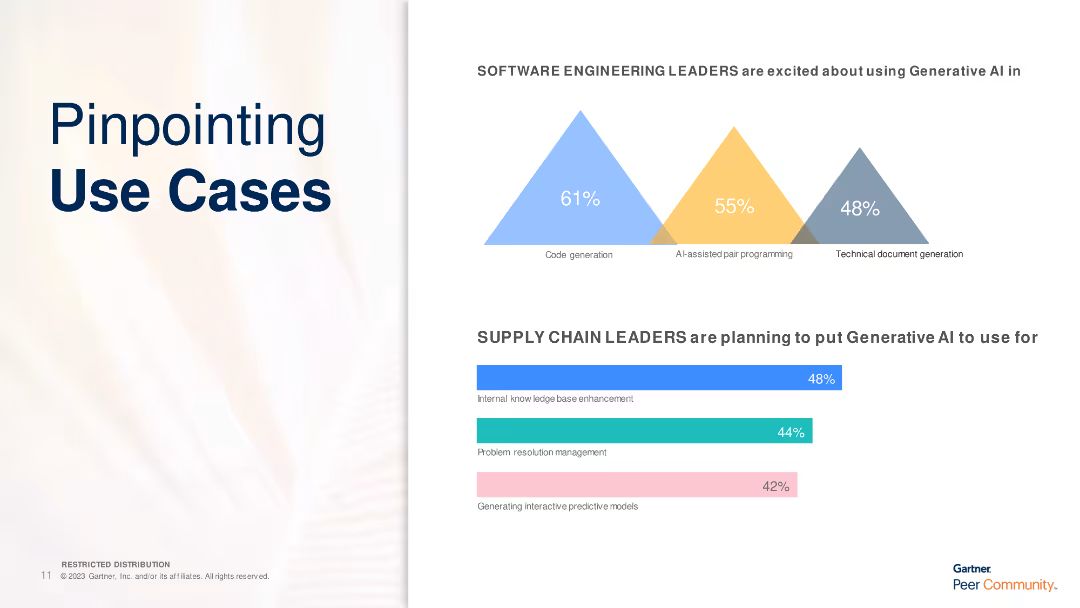 Pinpointing
Use Cases
SOFTWARE ENGINEERING LEADERS are excited about using Generative AI in
61%
55%
48%
Code generation
AI-assisted pair programming
Technical document generation
SUPPLY CHAIN LEADERS are planning to put Generative AI to use for
48%
Internal knowledge base enhancement
44%
Problem resolution management
42%
Generating interactive predictive models
RESTRICTED DISTRIBUTION
11 © 2023 Gartner, Inc. and/or its affiliates. All rights reserved.
Gartner
Peer Community™